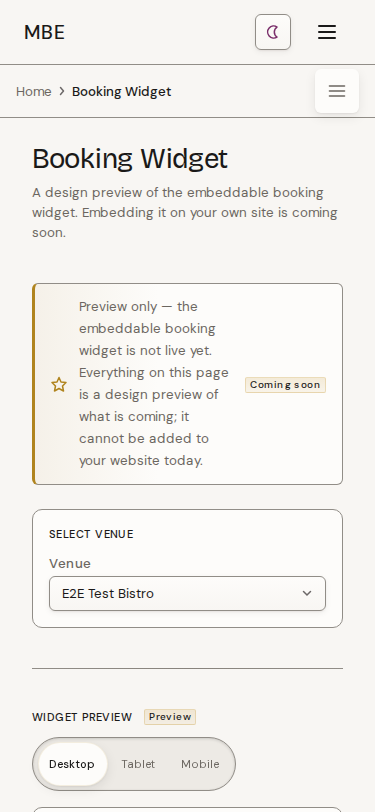 MBE
Home > Booking Widget
Booking Widget
A design preview of the embeddable booking
widget. Embedding it on your own site is coming
soon.
Preview only — the
embeddable booking
widget is not live yet.
Everything on this page
is a design preview of
what is coming; it
cannot be added to
your website today.
Coming soon
SELECT VENUE
Venue
E2E Test Bistro
WIDGET PREVIEW Preview
Desktop Tablet Mobile